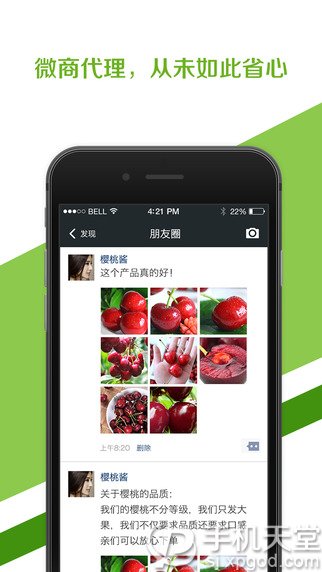 微商代理，从未如此省心
BELL 4:21 PM 22%
发现 朋友圈
樱桃酱
这个产品真的好！
上午8:20 删除
樱桃酱
关于樱桃的品质：
我们的樱桃不分等级，我们只发大
果，我们不仅要求品质还要求口感
亲们可以放心下单
手机天堂
sj.xpgod.com